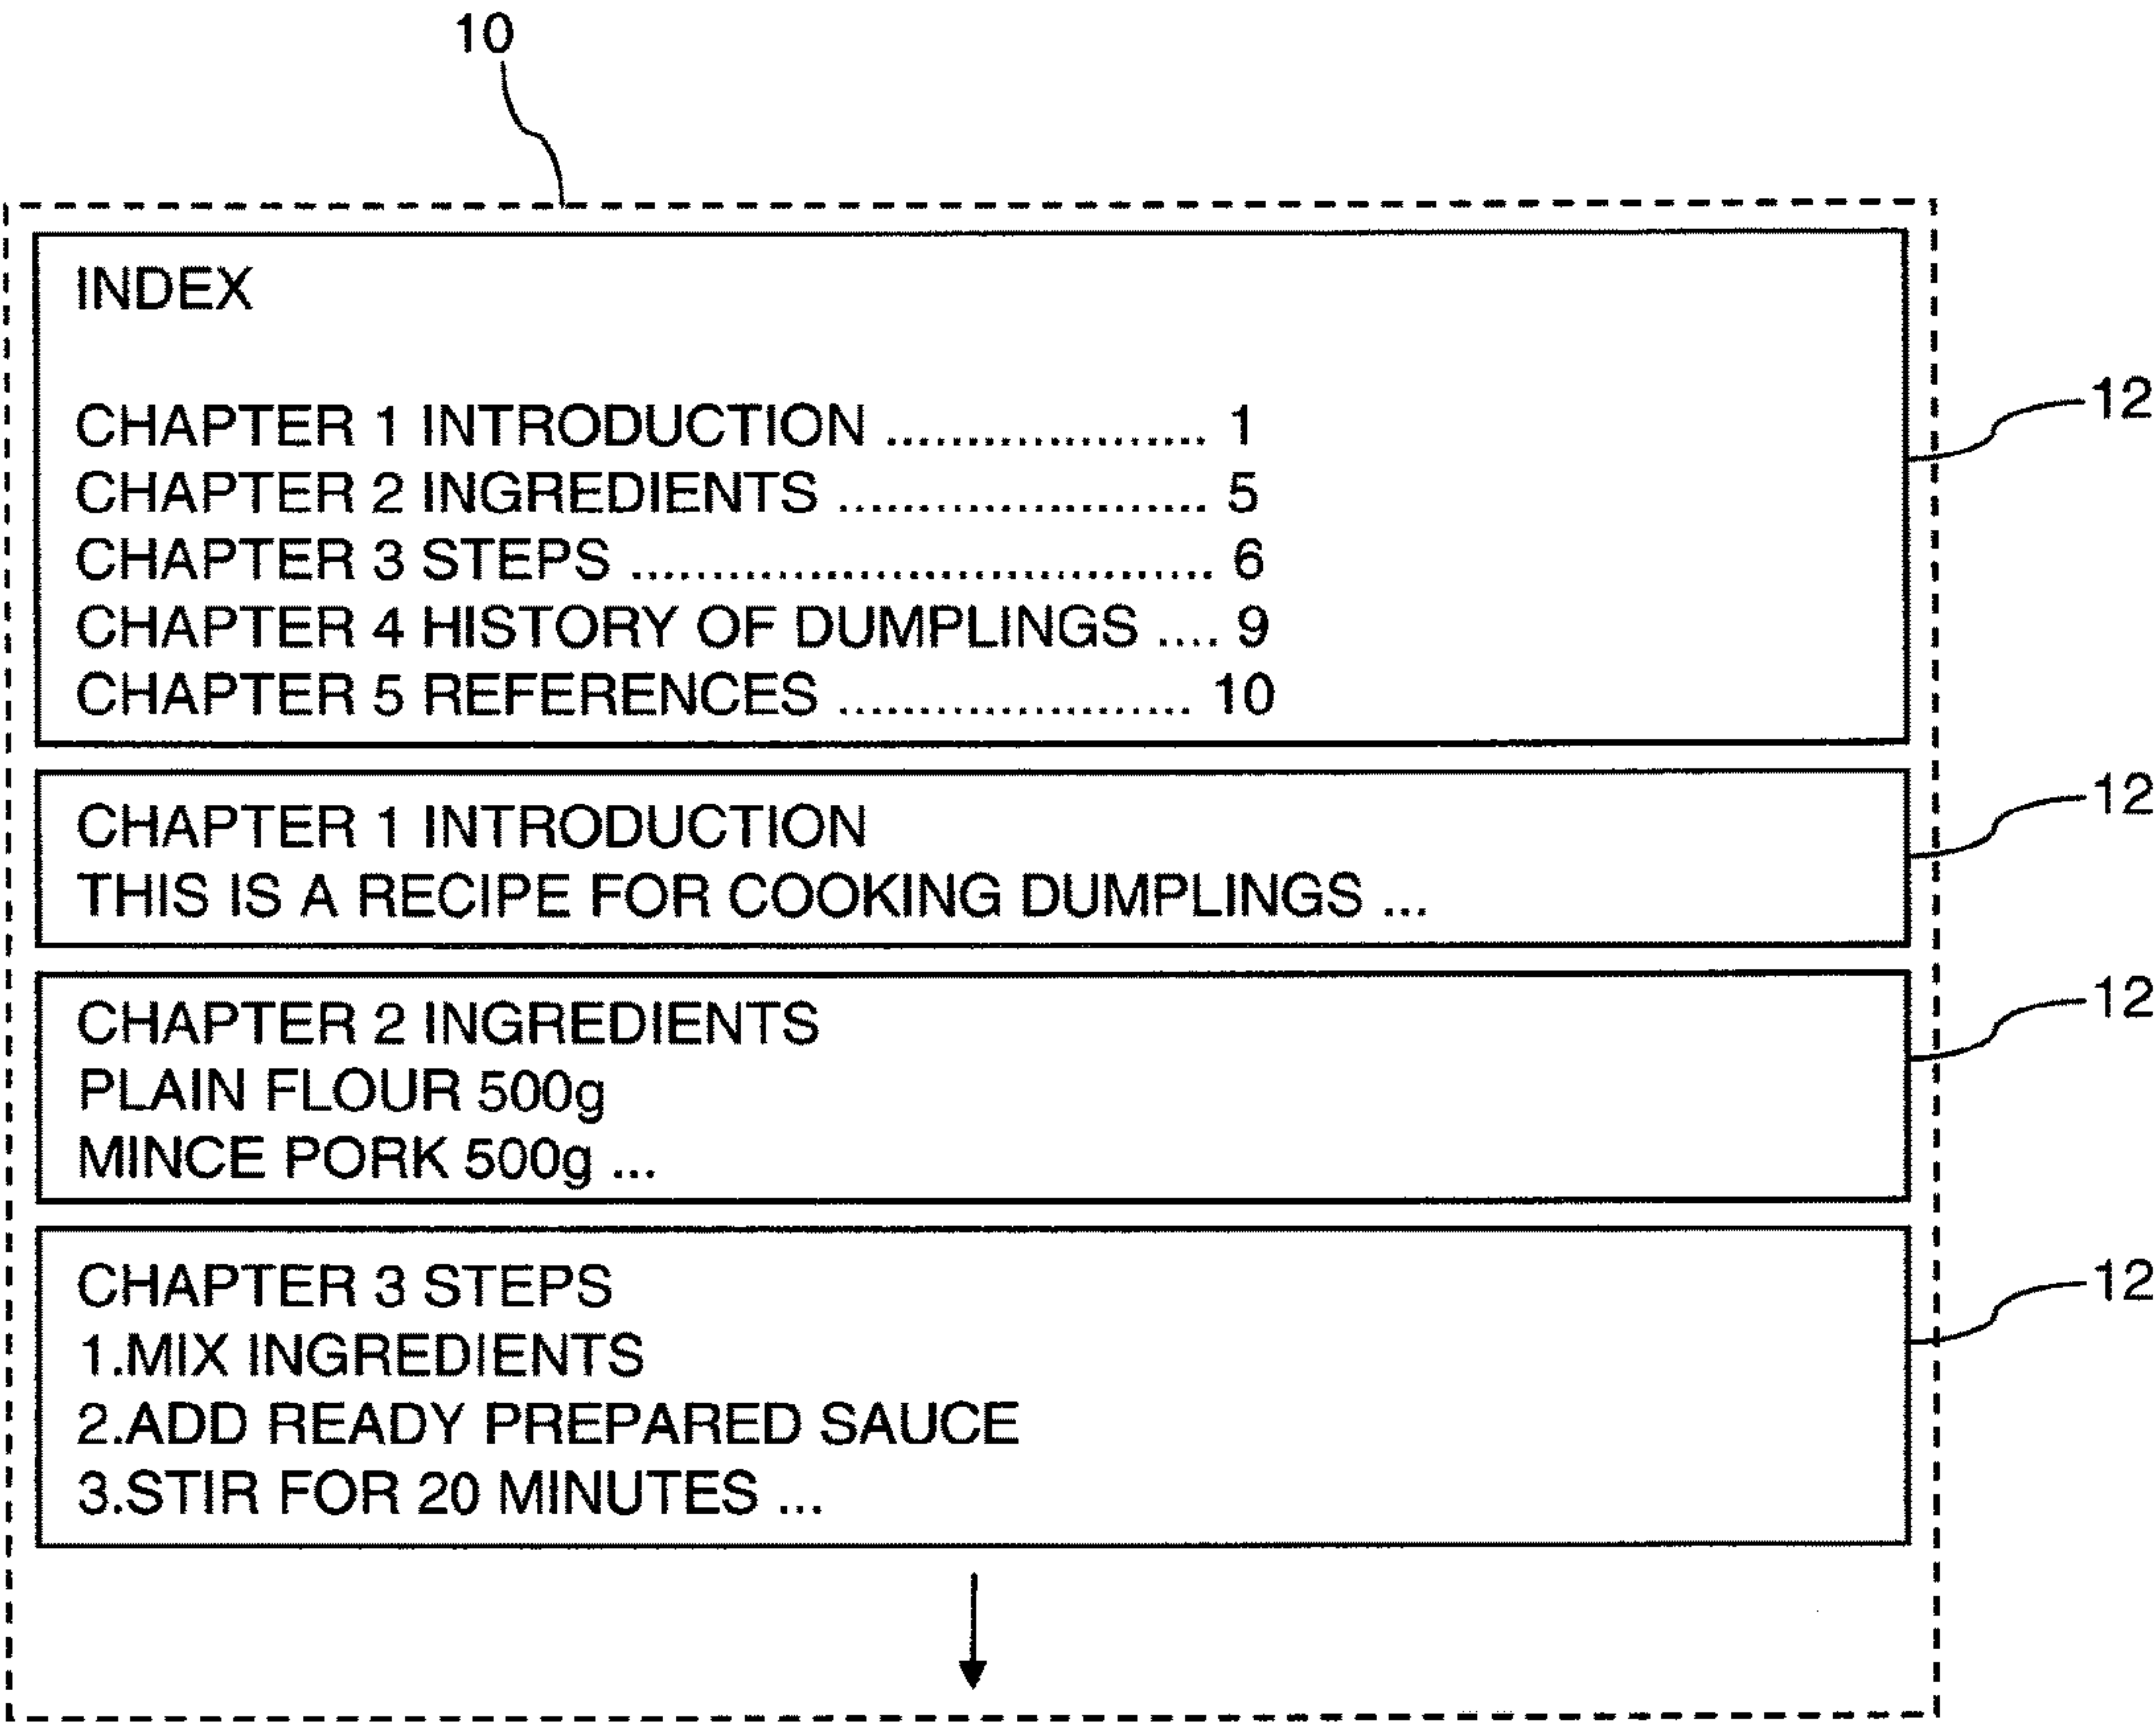 10
INDEX
CHAPTER 1 INTRODUCTION .................... 1
12
CHAPTER 2 INGREDIENTS ....................... 5
CHAPTER 3 STEPS .................................... 6
CHAPTER 4 HISTORY OF DUMPLINGS .... 9
CHAPTER 5 REFERENCES ...................... 10
12
CHAPTER 1 INTRODUCTION
THIS IS A RECIPE FOR COOKING DUMPLINGS ...
12
CHAPTER 2 INGREDIENTS
PLAIN FLOUR 500g
MINCE PORK 500g ...
12
CHAPTER 3 STEPS
1.MIX INGREDIENTS
2.ADD READY PREPARED SAUCE
3.STIR FOR 20 MINUTES ...